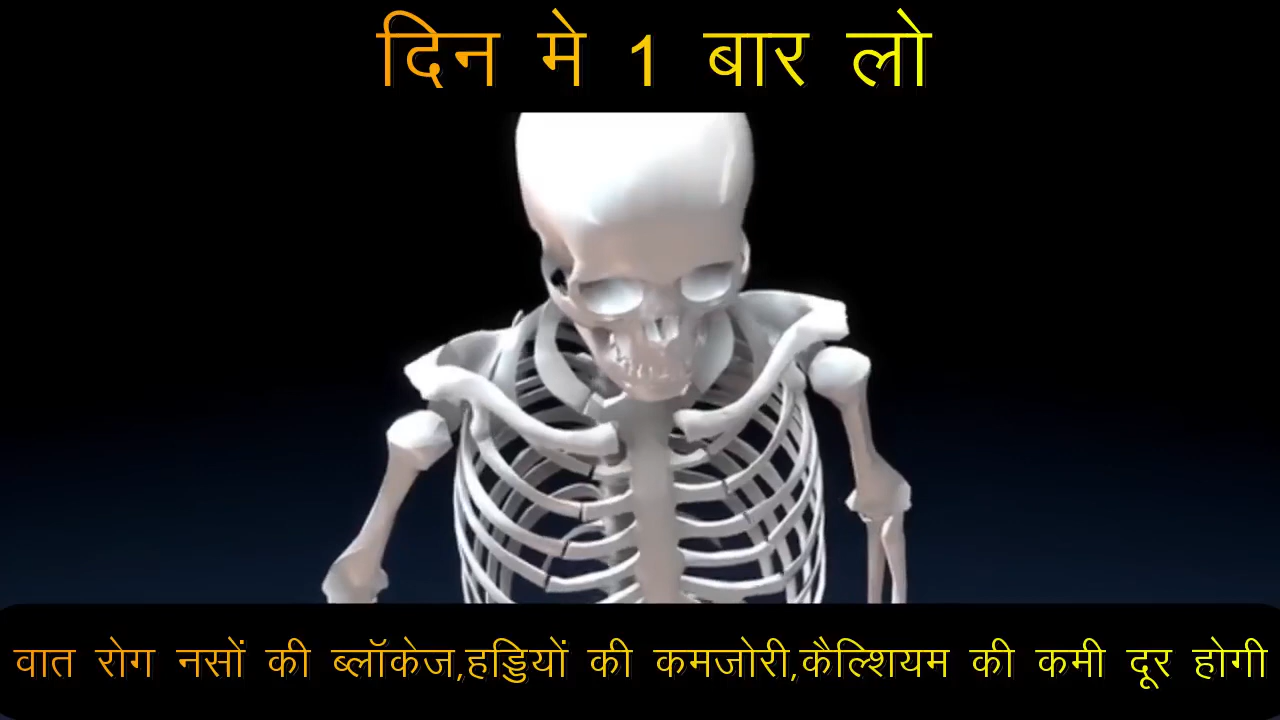 दिन मे 1 बार लो
वात रोग नसों की ब्लॉकेज,हड्डियों की कमजोरी,कैल्शियम की कमी दूर होगी